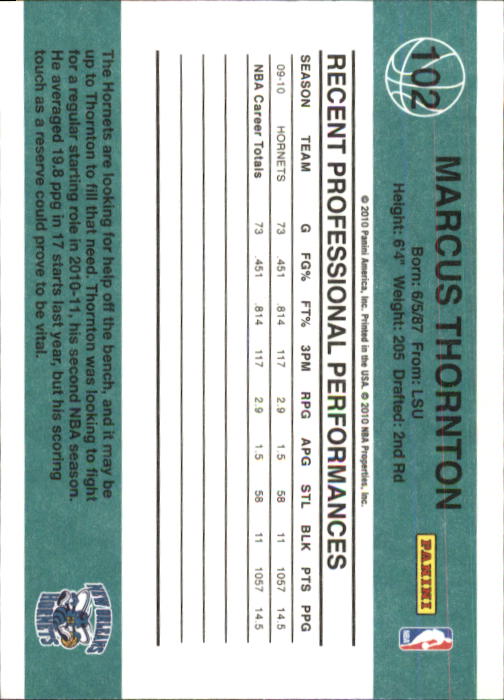 102
MARCUS THORNTON
Born: 6/5/87 From: LSU
Height: 6'4" Weight: 205 Drafted: 2nd Rd
PANINI
NBA
© 2010 Panini America, Inc. Printed in the USA. © 2010 NBA Properties, Inc.
RECENT PROFESSIONAL PERFORMANCES
SEASON TEAM G FG% FT% 3PM RPG APG STL BLK PTS PPG
09-10 HORNETS 73 .451 .814 117 2.9 1.5 58 11 1057 14.5
NBA Career Totals 73 .451 .814 117 2.9 1.5 58 11 1057 14.5
The Hornets are looking for help off the bench, and it may be
up to Thornton to fill that need. Thornton was looking to fight
for a regular starting role in 2010-11, his second NBA season.
He averaged 19.8 ppg in 17 starts last year, but his scoring
touch as a reserve could prove to be vital.
NEW ORLEANS
HORNETS